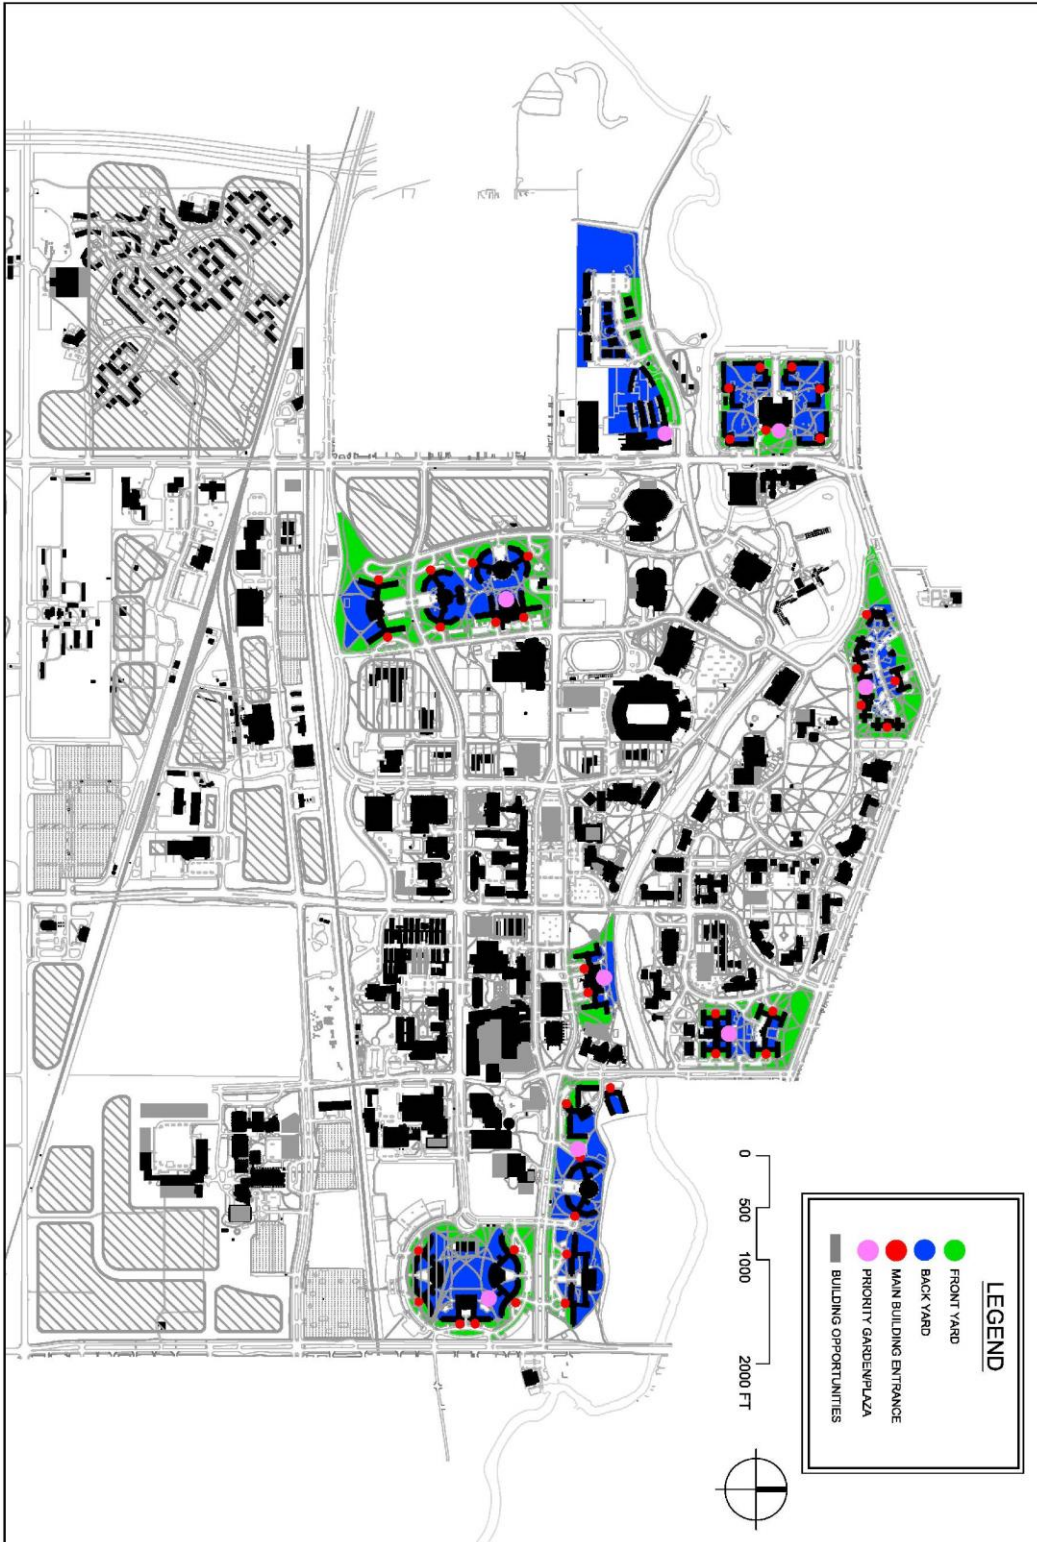 LEGEND
FRONT YARD
BACK YARD
MAIN BUILDING ENTRANCE
PRIORITY GARDEN/PLAZA
BUILDING OPPORTUNITIES
0 500 1000 2000 FT